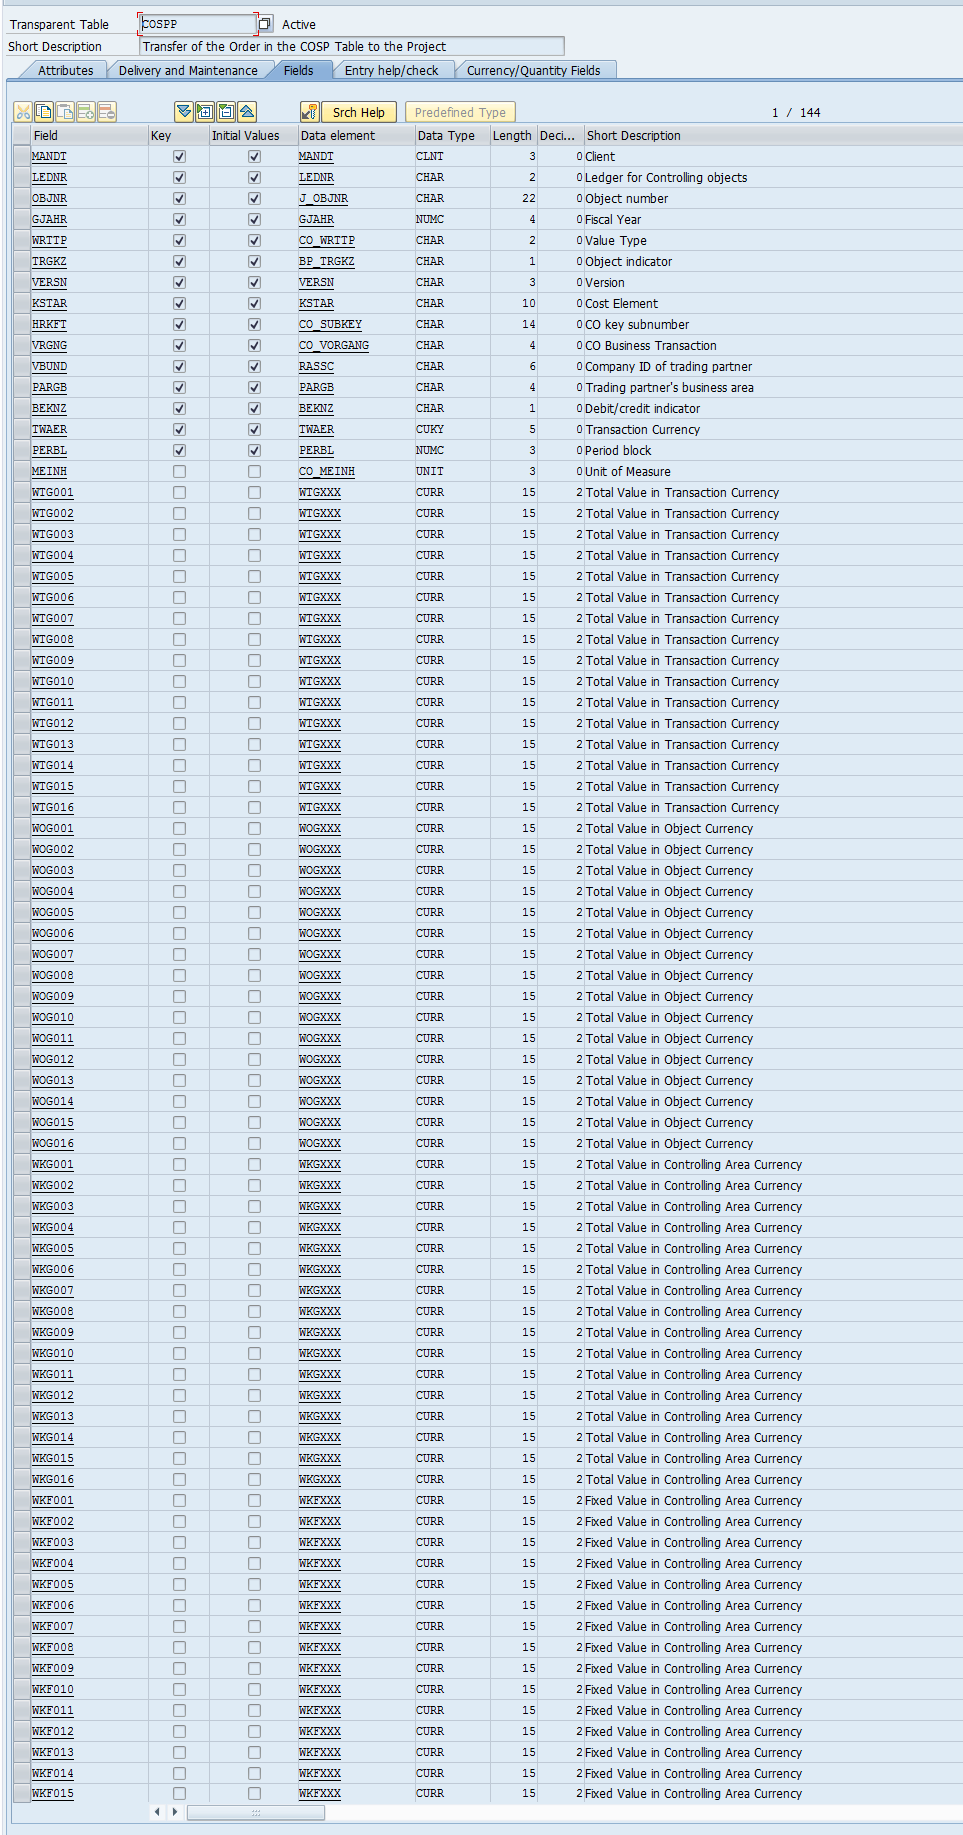 Transparent Table COSPP Active
Short Description Transfer of the Order in the COSP Table to the Project
Attributes Delivery and Maintenance Fields Entry help/check Currency/Quantity Fields
Srch Help Predefined Type 1 / 144
Field Key Initial Values Data element Data Type Length Deci... Short Description
MANDT MANDT CLNT 3 0 Client
LEDNR LEDNR CHAR 2 0 Ledger for Controlling objects
OBJNR J_OBJNR CHAR 22 0 Object number
GJAHR GJAHR NUMC 4 0 Fiscal Year
WRTTP CO_WRTTP CHAR 2 0 Value Type
TRGKZ BP_TRGKZ CHAR 1 0 Object indicator
VERSN VERSN CHAR 3 0 Version
KSTAR KSTAR CHAR 10 0 Cost Element
HRKFT CO_SUBKEY CHAR 14 0 CO key subnumber
VRGNG CO_VORGANG CHAR 4 0 CO Business Transaction
VBUND RASSC CHAR 6 0 Company ID of trading partner
PARGB PARGB CHAR 4 0 Trading partner's business area
BEKNZ BEKNZ CHAR 1 0 Debit/credit indicator
TWAER TWAER CUKY 5 0 Transaction Currency
PERBL PERBL NUMC 3 0 Period block
MEINH CO_MEINH UNIT 3 0 Unit of Measure
WTG001 WTGXXX CURR 15 2 Total Value in Transaction Currency
WTG002 WTGXXX CURR 15 2 Total Value in Transaction Currency
WTG003 WTGXXX CURR 15 2 Total Value in Transaction Currency
WTG004 WTGXXX CURR 15 2 Total Value in Transaction Currency
WTG005 WTGXXX CURR 15 2 Total Value in Transaction Currency
WTG006 WTGXXX CURR 15 2 Total Value in Transaction Currency
WTG007 WTGXXX CURR 15 2 Total Value in Transaction Currency
WTG008 WTGXXX CURR 15 2 Total Value in Transaction Currency
WTG009 WTGXXX CURR 15 2 Total Value in Transaction Currency
WTG010 WTGXXX CURR 15 2 Total Value in Transaction Currency
WTG011 WTGXXX CURR 15 2 Total Value in Transaction Currency
WTG012 WTGXXX CURR 15 2 Total Value in Transaction Currency
WTG013 WTGXXX CURR 15 2 Total Value in Transaction Currency
WTG014 WTGXXX CURR 15 2 Total Value in Transaction Currency
WTG015 WTGXXX CURR 15 2 Total Value in Transaction Currency
WTG016 WTGXXX CURR 15 2 Total Value in Transaction Currency
WOG001 WOGXXX CURR 15 2 Total Value in Object Currency
WOG002 WOGXXX CURR 15 2 Total Value in Object Currency
WOG003 WOGXXX CURR 15 2 Total Value in Object Currency
WOG004 WOGXXX CURR 15 2 Total Value in Object Currency
WOG005 WOGXXX CURR 15 2 Total Value in Object Currency
WOG006 WOGXXX CURR 15 2 Total Value in Object Currency
WOG007 WOGXXX CURR 15 2 Total Value in Object Currency
WOG008 WOGXXX CURR 15 2 Total Value in Object Currency
WOG009 WOGXXX CURR 15 2 Total Value in Object Currency
WOG010 WOGXXX CURR 15 2 Total Value in Object Currency
WOG011 WOGXXX CURR 15 2 Total Value in Object Currency
WOG012 WOGXXX CURR 15 2 Total Value in Object Currency
WOG013 WOGXXX CURR 15 2 Total Value in Object Currency
WOG014 WOGXXX CURR 15 2 Total Value in Object Currency
WOG015 WOGXXX CURR 15 2 Total Value in Object Currency
WOG016 WOGXXX CURR 15 2 Total Value in Object Currency
WKG001 WKGXXX CURR 15 2 Total Value in Controlling Area Currency
WKG002 WKGXXX CURR 15 2 Total Value in Controlling Area Currency
WKG003 WKGXXX CURR 15 2 Total Value in Controlling Area Currency
WKG004 WKGXXX CURR 15 2 Total Value in Controlling Area Currency
WKG005 WKGXXX CURR 15 2 Total Value in Controlling Area Currency
WKG006 WKGXXX CURR 15 2 Total Value in Controlling Area Currency
WKG007 WKGXXX CURR 15 2 Total Value in Controlling Area Currency
WKG008 WKGXXX CURR 15 2 Total Value in Controlling Area Currency
WKG009 WKGXXX CURR 15 2 Total Value in Controlling Area Currency
WKG010 WKGXXX CURR 15 2 Total Value in Controlling Area Currency
WKG011 WKGXXX CURR 15 2 Total Value in Controlling Area Currency
WKG012 WKGXXX CURR 15 2 Total Value in Controlling Area Currency
WKG013 WKGXXX CURR 15 2 Total Value in Controlling Area Currency
WKG014 WKGXXX CURR 15 2 Total Value in Controlling Area Currency
WKG015 WKGXXX CURR 15 2 Total Value in Controlling Area Currency
WKG016 WKGXXX CURR 15 2 Total Value in Controlling Area Currency
WKF001 WKFXXX CURR 15 2 Fixed Value in Controlling Area Currency
WKF002 WKFXXX CURR 15 2 Fixed Value in Controlling Area Currency
WKF003 WKFXXX CURR 15 2 Fixed Value in Controlling Area Currency
WKF004 WKFXXX CURR 15 2 Fixed Value in Controlling Area Currency
WKF005 WKFXXX CURR 15 2 Fixed Value in Controlling Area Currency
WKF006 WKFXXX CURR 15 2 Fixed Value in Controlling Area Currency
WKF007 WKFXXX CURR 15 2 Fixed Value in Controlling Area Currency
WKF008 WKFXXX CURR 15 2 Fixed Value in Controlling Area Currency
WKF009 WKFXXX CURR 15 2 Fixed Value in Controlling Area Currency
WKF010 WKFXXX CURR 15 2 Fixed Value in Controlling Area Currency
WKF011 WKFXXX CURR 15 2 Fixed Value in Controlling Area Currency
WKF012 WKFXXX CURR 15 2 Fixed Value in Controlling Area Currency
WKF013 WKFXXX CURR 15 2 Fixed Value in Controlling Area Currency
WKF014 WKFXXX CURR 15 2 Fixed Value in Controlling Area Currency
WKF015 WKFXXX CURR 15 2 Fixed Value in Controlling Area Currency